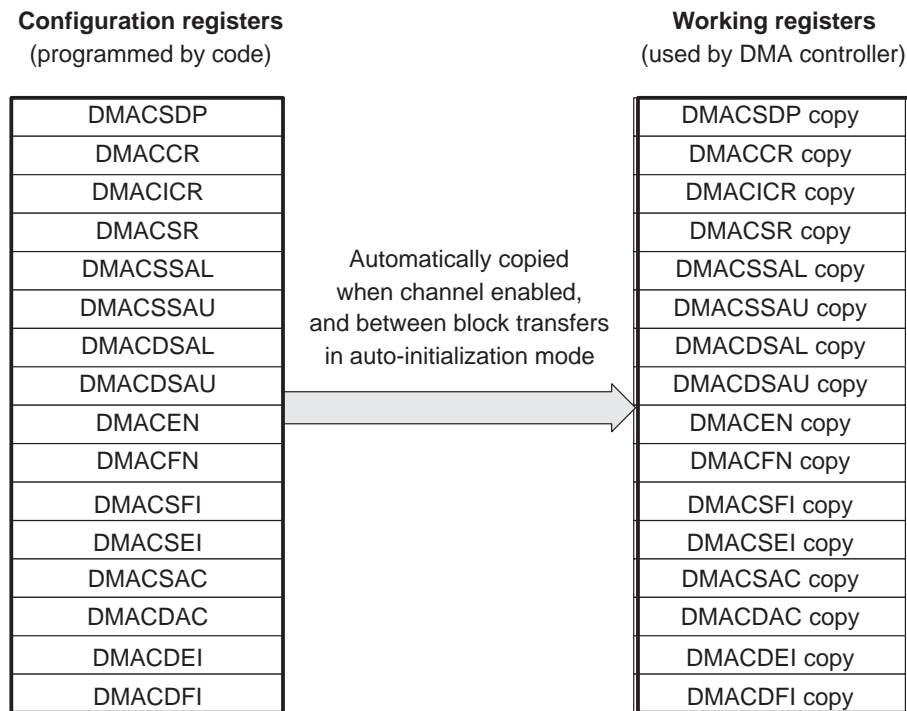 Configuration registers
(programmed by code)
Working registers
(used by DMA controller)
DMACSDP
DMACCR
DMACICR
DMACSR
DMACSSAL
DMACSSAU
DMACDSAL
DMACDSAU
DMACEN
DMACFN
DMACSFI
DMACSEI
DMACSAC
DMACDAC
DMACDEI
DMACDFI
Automatically copied
when channel enabled,
and between block transfers
in auto-initialization mode
DMACSDP copy
DMACCR copy
DMACICR copy
DMACSR copy
DMACSSAL copy
DMACSSAU copy
DMACDSAL copy
DMACDSAU copy
DMACEN copy
DMACFN copy
DMACSFI copy
DMACSEI copy
DMACSAC copy
DMACDAC copy
DMACDEI copy
DMACDFI copy